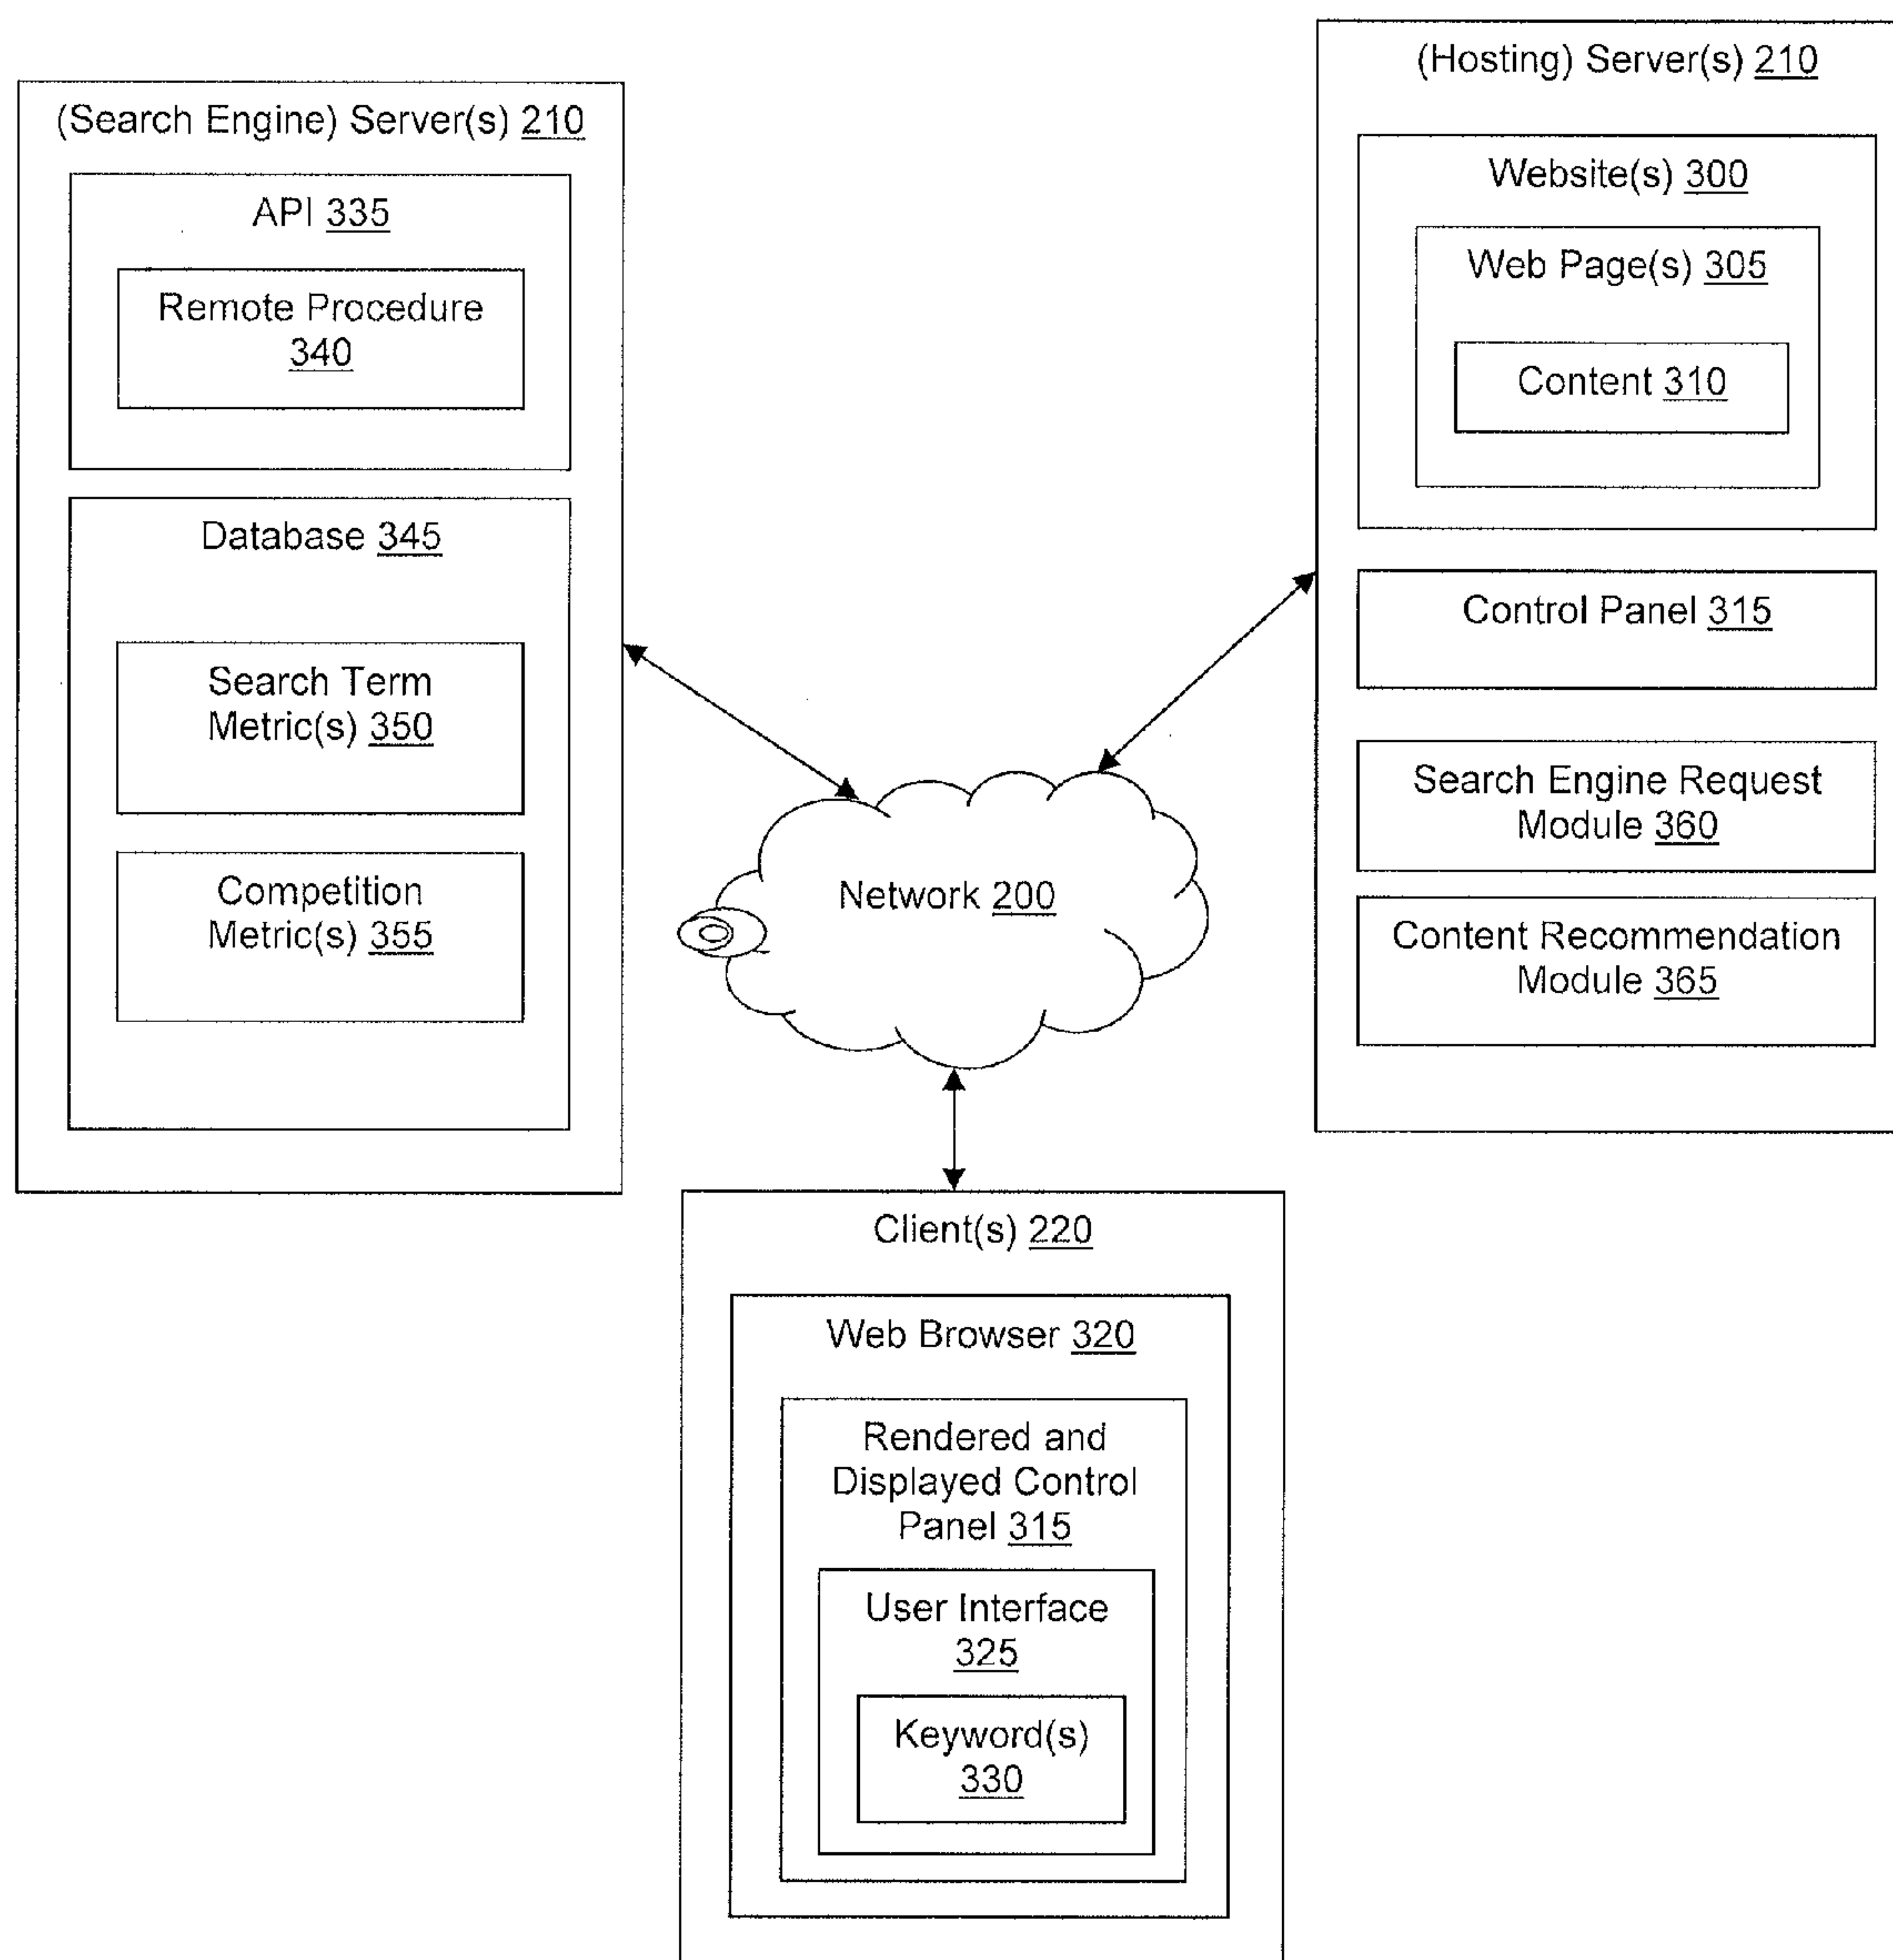 (Search Engine) Server(s) 210
API 335
Remote Procedure
340
Database 345
Search Term
Metric(s) 350
Competition
Metric(s) 355
(Hosting) Server(s) 210
Website(s) 300
Web Page(s) 305
Content 310
Control Panel 315
Search Engine Request
Module 360
Content Recommendation
Module 365
Network 200
Client(s) 220
Web Browser 320
Rendered and
Displayed Control
Panel 315
User Interface
325
Keyword(s)
330